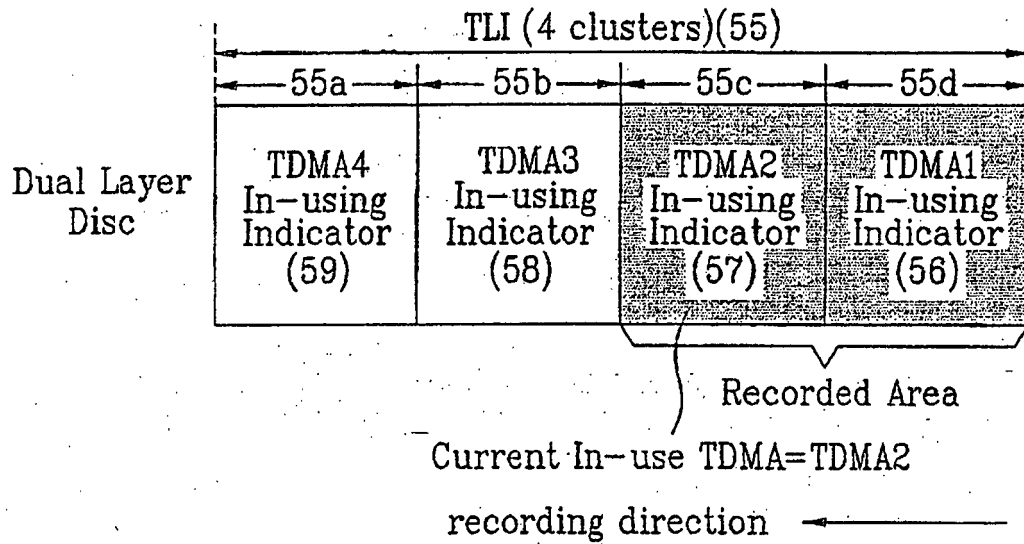 TLI (4 clusters)(55)
55a 55b 55c 55d
Dual Layer
Disc
TDMA4
In-using
Indicator
(59)
TDMA3
In-using
Indicator
(58)
TDMA2
In-using
Indicator
(57)
TDMA1
In-using
Indicator
(56)
Recorded Area
Current In-use TDMA=TDMA2
recording direction